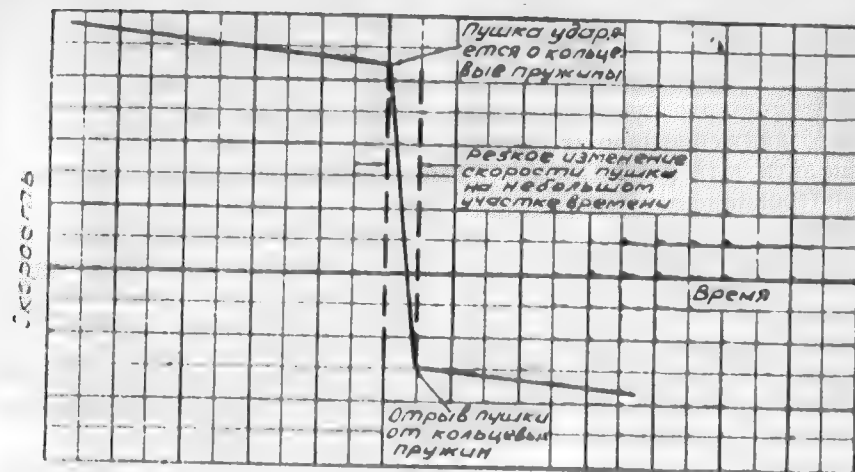 Пушка ударя-
ется о кольце-
вые пружины
резкое изменение
скорости пушки
на небольшом
участке времени
Скорость
Время
Отрыв пушки
от кольцевых
пружин